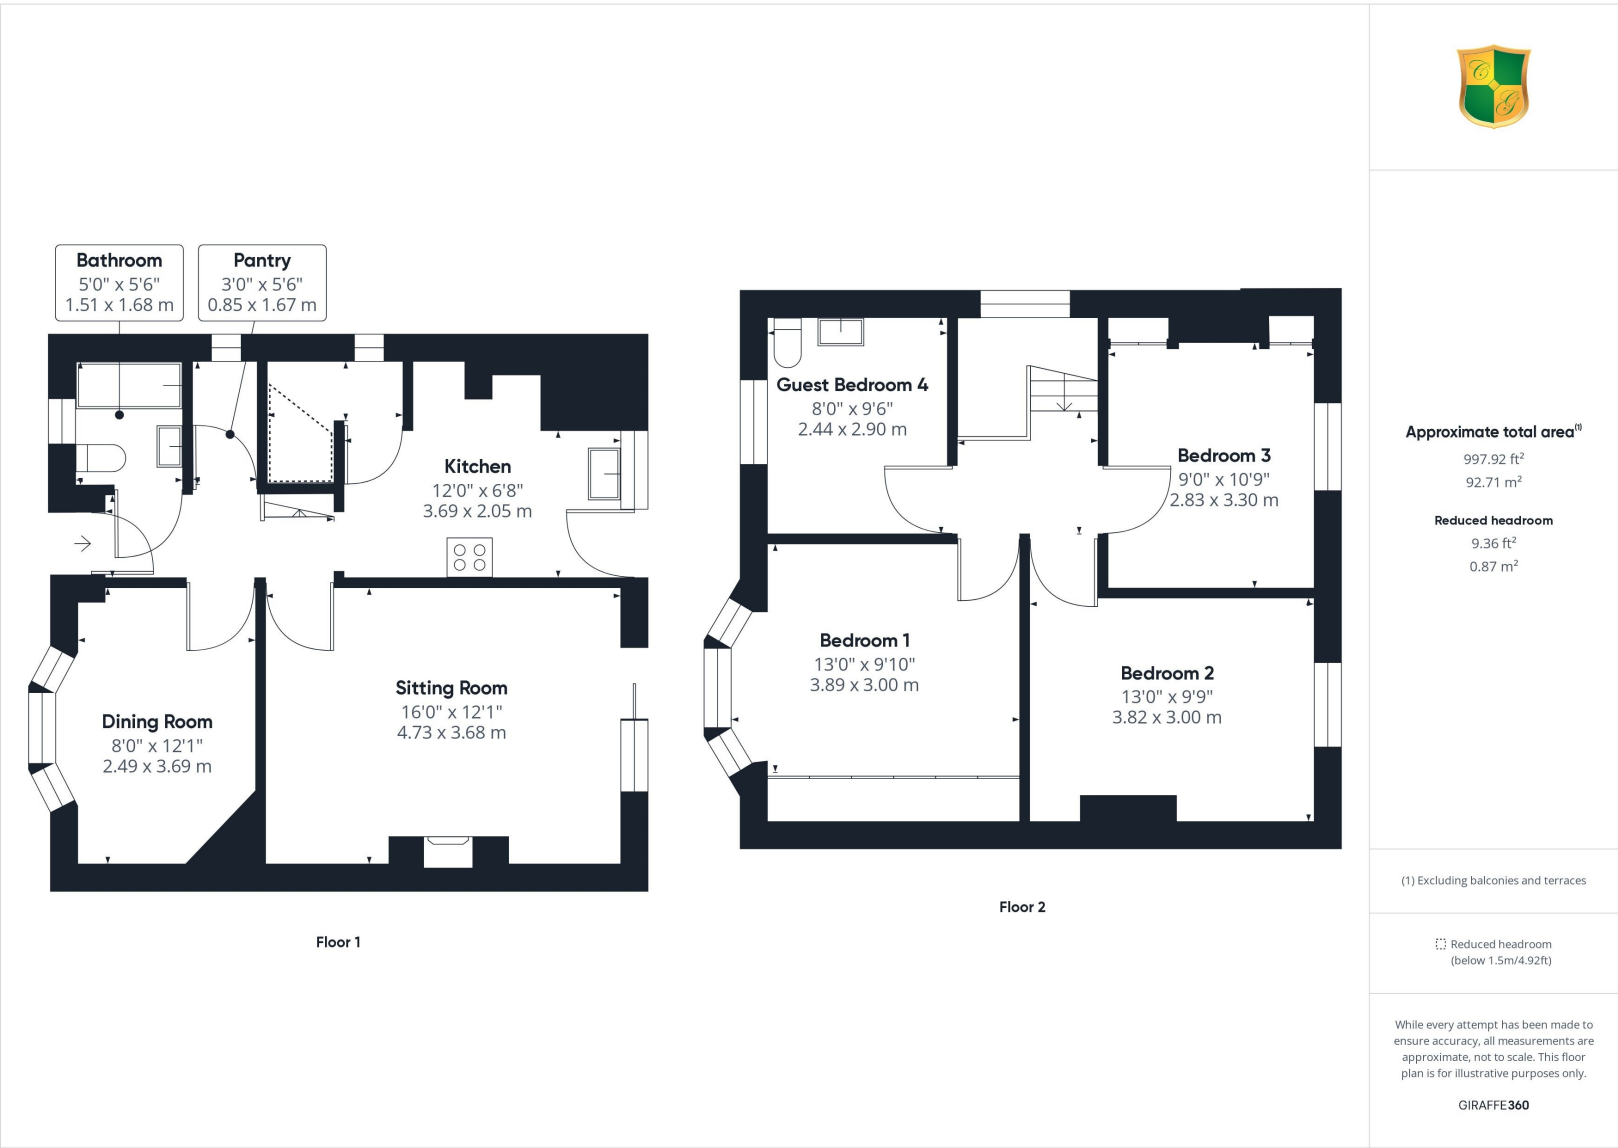 Bathroom
5'0" x 5'6"
1.51 x 1.68 m
Pantry
3'0" x 5'6"
0.85 x 1.67 m
Kitchen
12'0" x 6'8"
3.69 x 2.05 m
Dining Room
8'0" x 12'1"
2.49 x 3.69 m
Sitting Room
16'0" x 12'1"
4.73 x 3.68 m
Floor 1
Guest Bedroom 4
8'0" x 9'6"
2.44 x 2.90 m
Bedroom 3
9'0" x 10'9"
2.83 x 3.30 m
Bedroom 1
13'0" x 9'10"
3.89 x 3.00 m
Bedroom 2
13'0" x 9'9"
3.82 x 3.00 m
Floor 2
C
G
Approximate total area(1)
997.92 ft²
92.71 m²
Reduced headroom
9.36 ft²
0.87 m²
(1) Excluding balconies and terraces
Reduced headroom
(below 1.5m/4.92ft)
While every attempt has been made to
ensure accuracy, all measurements are
approximate, not to scale. This floor
plan is for illustrative purposes only.
GIRAFFE360